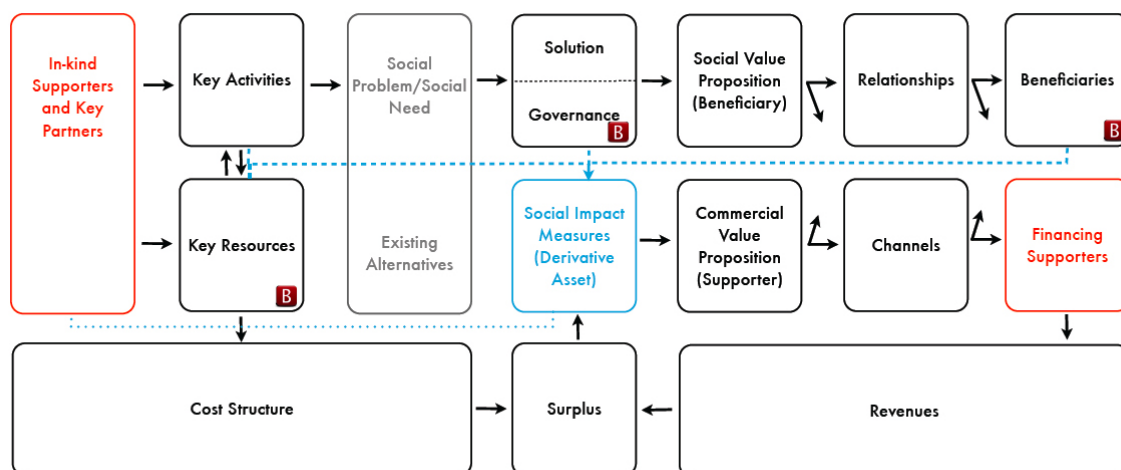 In-kind
Supporters
and Key
Partners
Key Activities
Social
Problem/Social
Need
Solution
Governance
B
Social Value
Proposition
(Beneficiary)
Relationships
Beneficiaries
B
Key Resources
B
Existing
Alternatives
Social Impact
Measures
(Derivative
Asset)
Commercial
Value
Proposition
(Supporter)
Channels
Financing
Supporters
Cost Structure
Surplus
Revenues